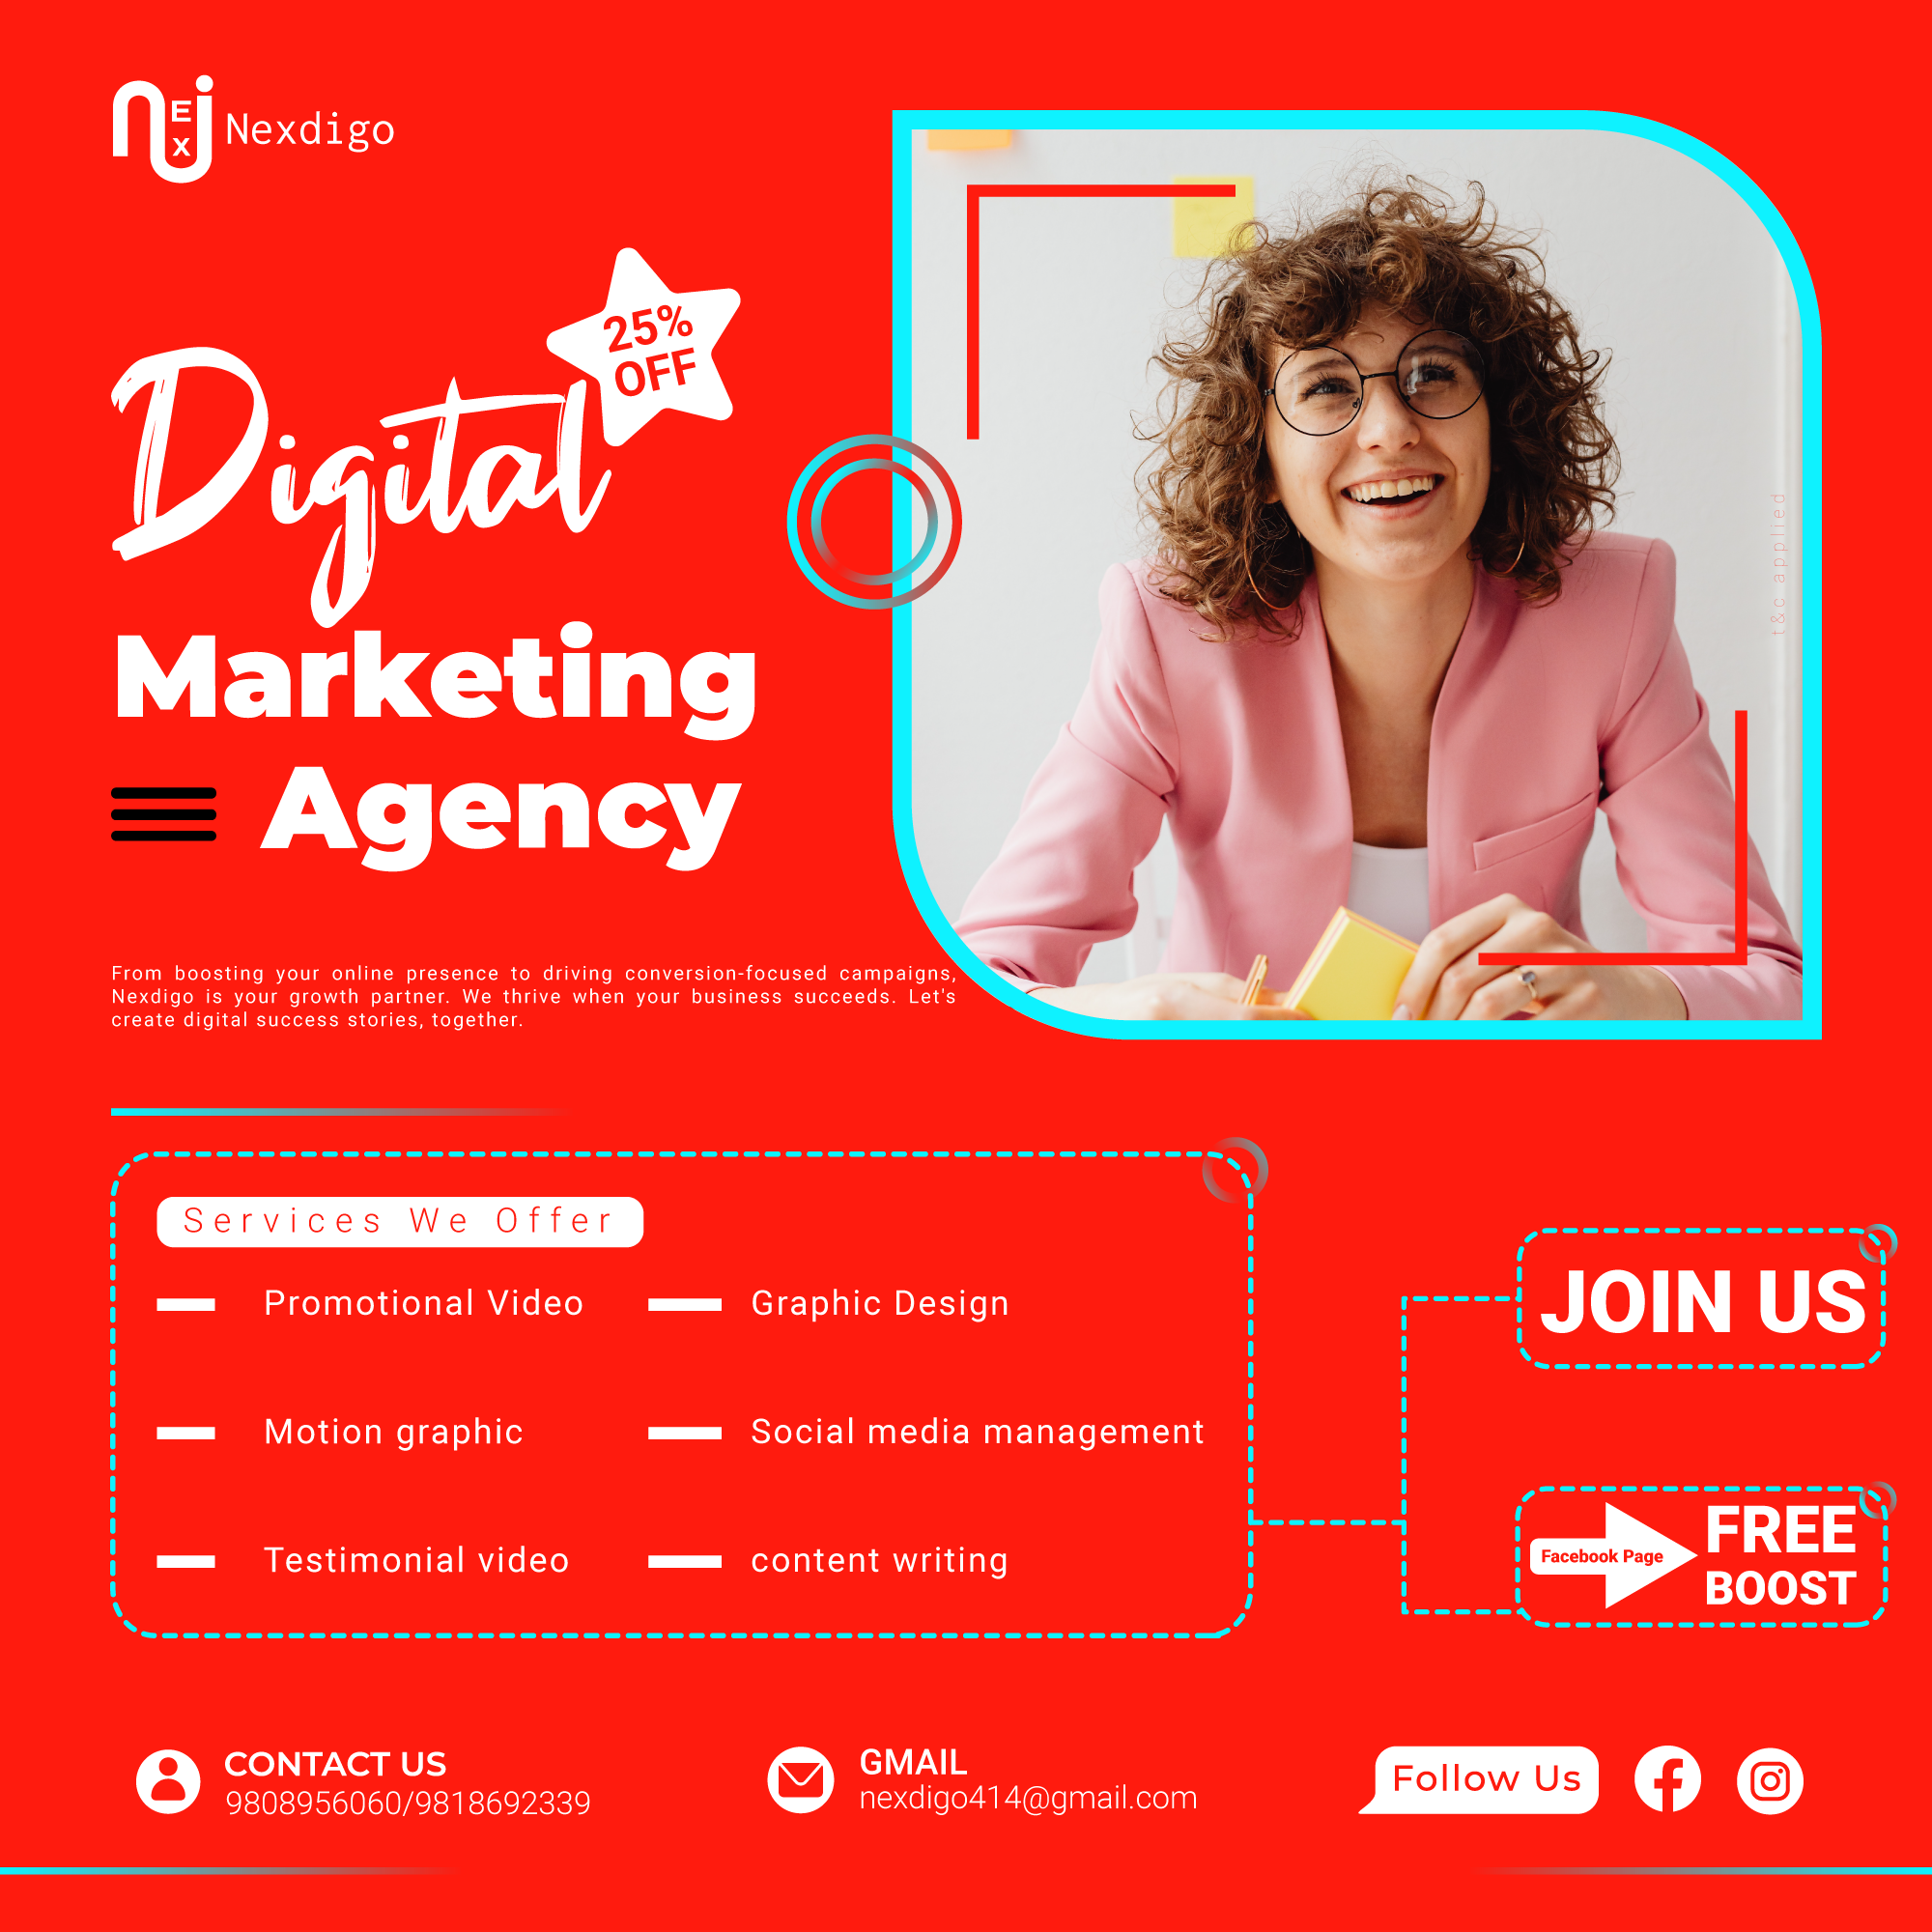 NEXJ
Nexdigo
25%
OFF
Digital
Marketing
Agency
t&c applied
From boosting your online presence to driving conversion-focused campaigns,
Nexdigo is your growth partner. We thrive when your business succeeds. Let's
create digital success stories, together.
Services We Offer
Promotional Video
Graphic Design
Motion graphic
Social media management
Testimonial video
content writing
JOIN US
Facebook Page
FREE
BOOST
CONTACT US
9808956060/9818692339
GMAIL
nexdigo414@gmail.com
Follow Us